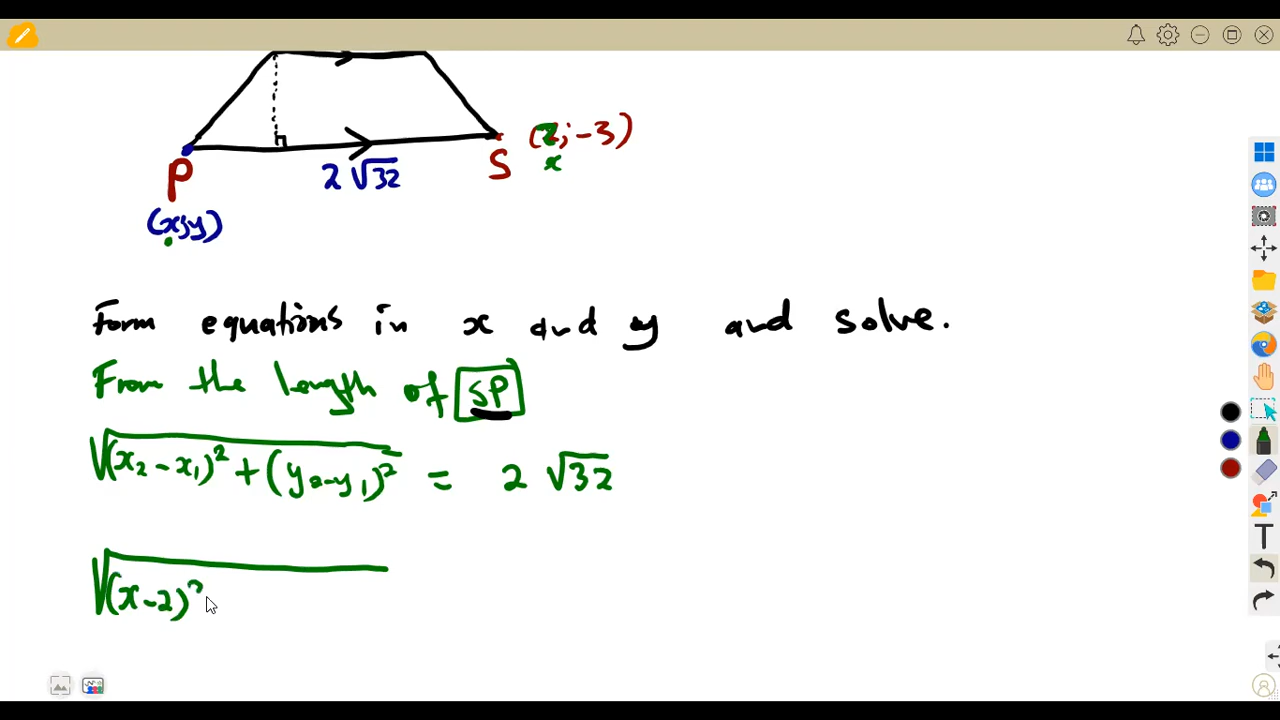 (2; -3)
2 √32
x
P
S
(x;y)
Form equations in x and y and solve.
From the length of SP
√(x₂ - x₁)² + (y₂ - y₁)² = 2 √32
√(x - 2)²
T